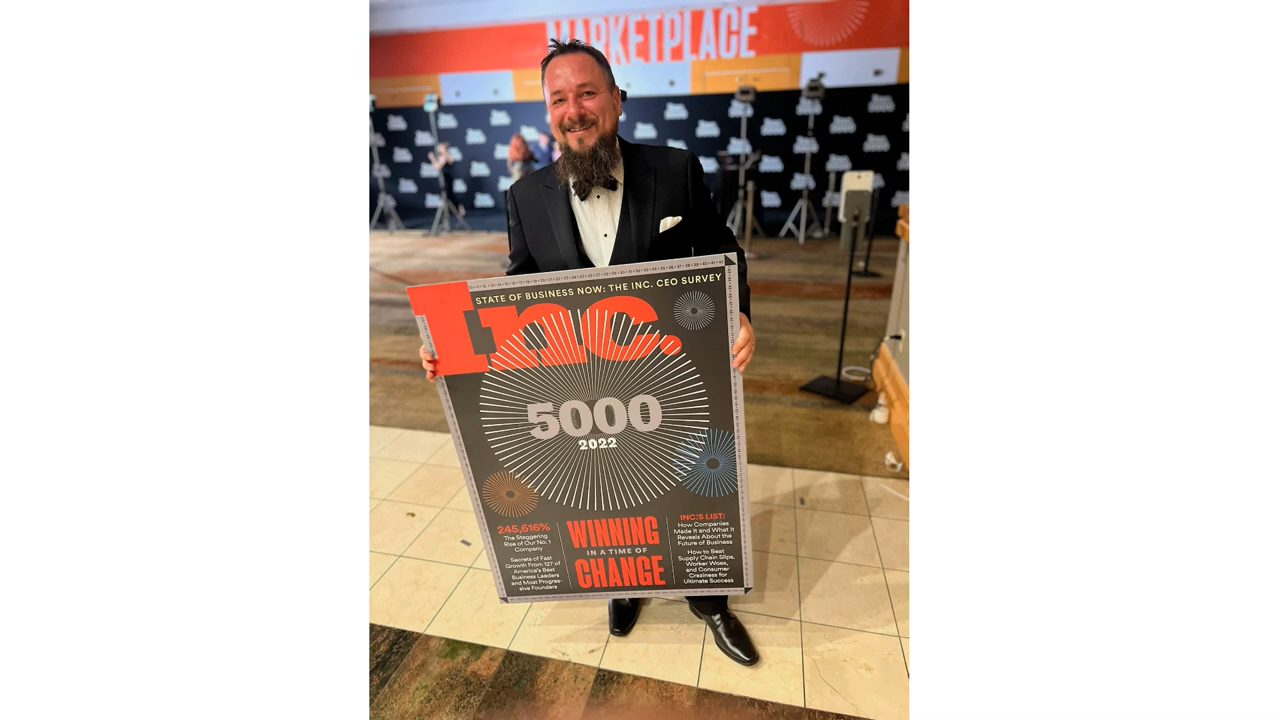 MARKETPLACE
STATE OF BUSINESS NOW: THE INC. CEO SURVEY
Inc.
5000
2022
245,616%
The Staggering
Rise of Our No. 1
Company
Secrets of Fast
Growth From 127 of
America's Best
Business Leaders
and Most Progres-
sive Founders
WINNING
IN A TIME OF
CHANGE
INC.'S LIST:
How Companies
Made It and What It
Reveals About the
Future of Business
How to Beat
Supply Chain Slips,
Worker Woes,
and Consumer
Craziness for
Ultimate Success